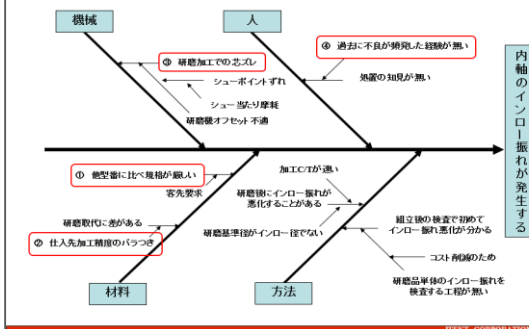 機械
人
③ 研磨加工での芯ズレ
シューポイントずれ
シュー当たり摩耗
研磨機オフセット不適
④ 過去に不良が頻発した経験が無い
処置の知見が無い
内軸のインロー振れが発生する
① 他型番に比べ規格が厳しい
客先要求
研磨取代に差がある
② 仕入先加工精度のバラつき
材料
加工C/Tが速い
研磨後にインロー振れが
悪化することがある
研磨基準径がインロー径でない
組立後の検査で初めて
インロー振れ悪化が分かる
コスト削減のため
研磨品単体のインロー振れを
検査する工程が無い
方法
CORPORATION